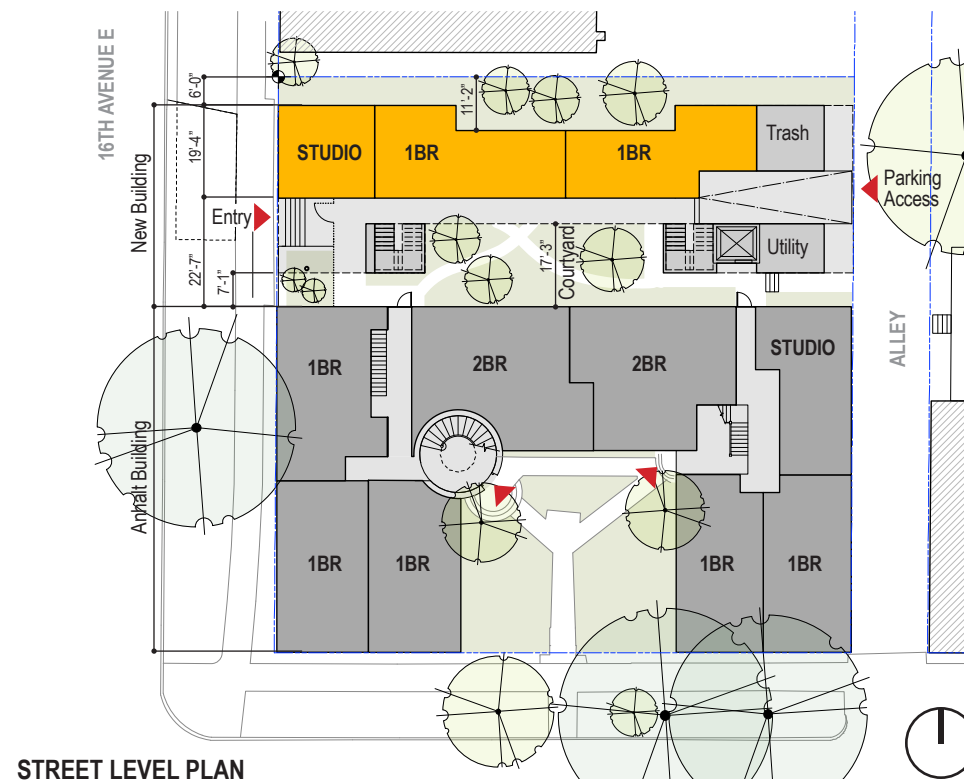 16TH AVENUE E
6'-0"
11'-2"
19'-4"
New Building
STUDIO
1BR
1BR
Trash
Parking
Access
Entry
22'-7"
7'-1"
17'-3"
Courtyard
Utility
ALLEY
1BR
2BR
2BR
STUDIO
Anhalt Building
1BR
1BR
1BR
1BR
STREET LEVEL PLAN